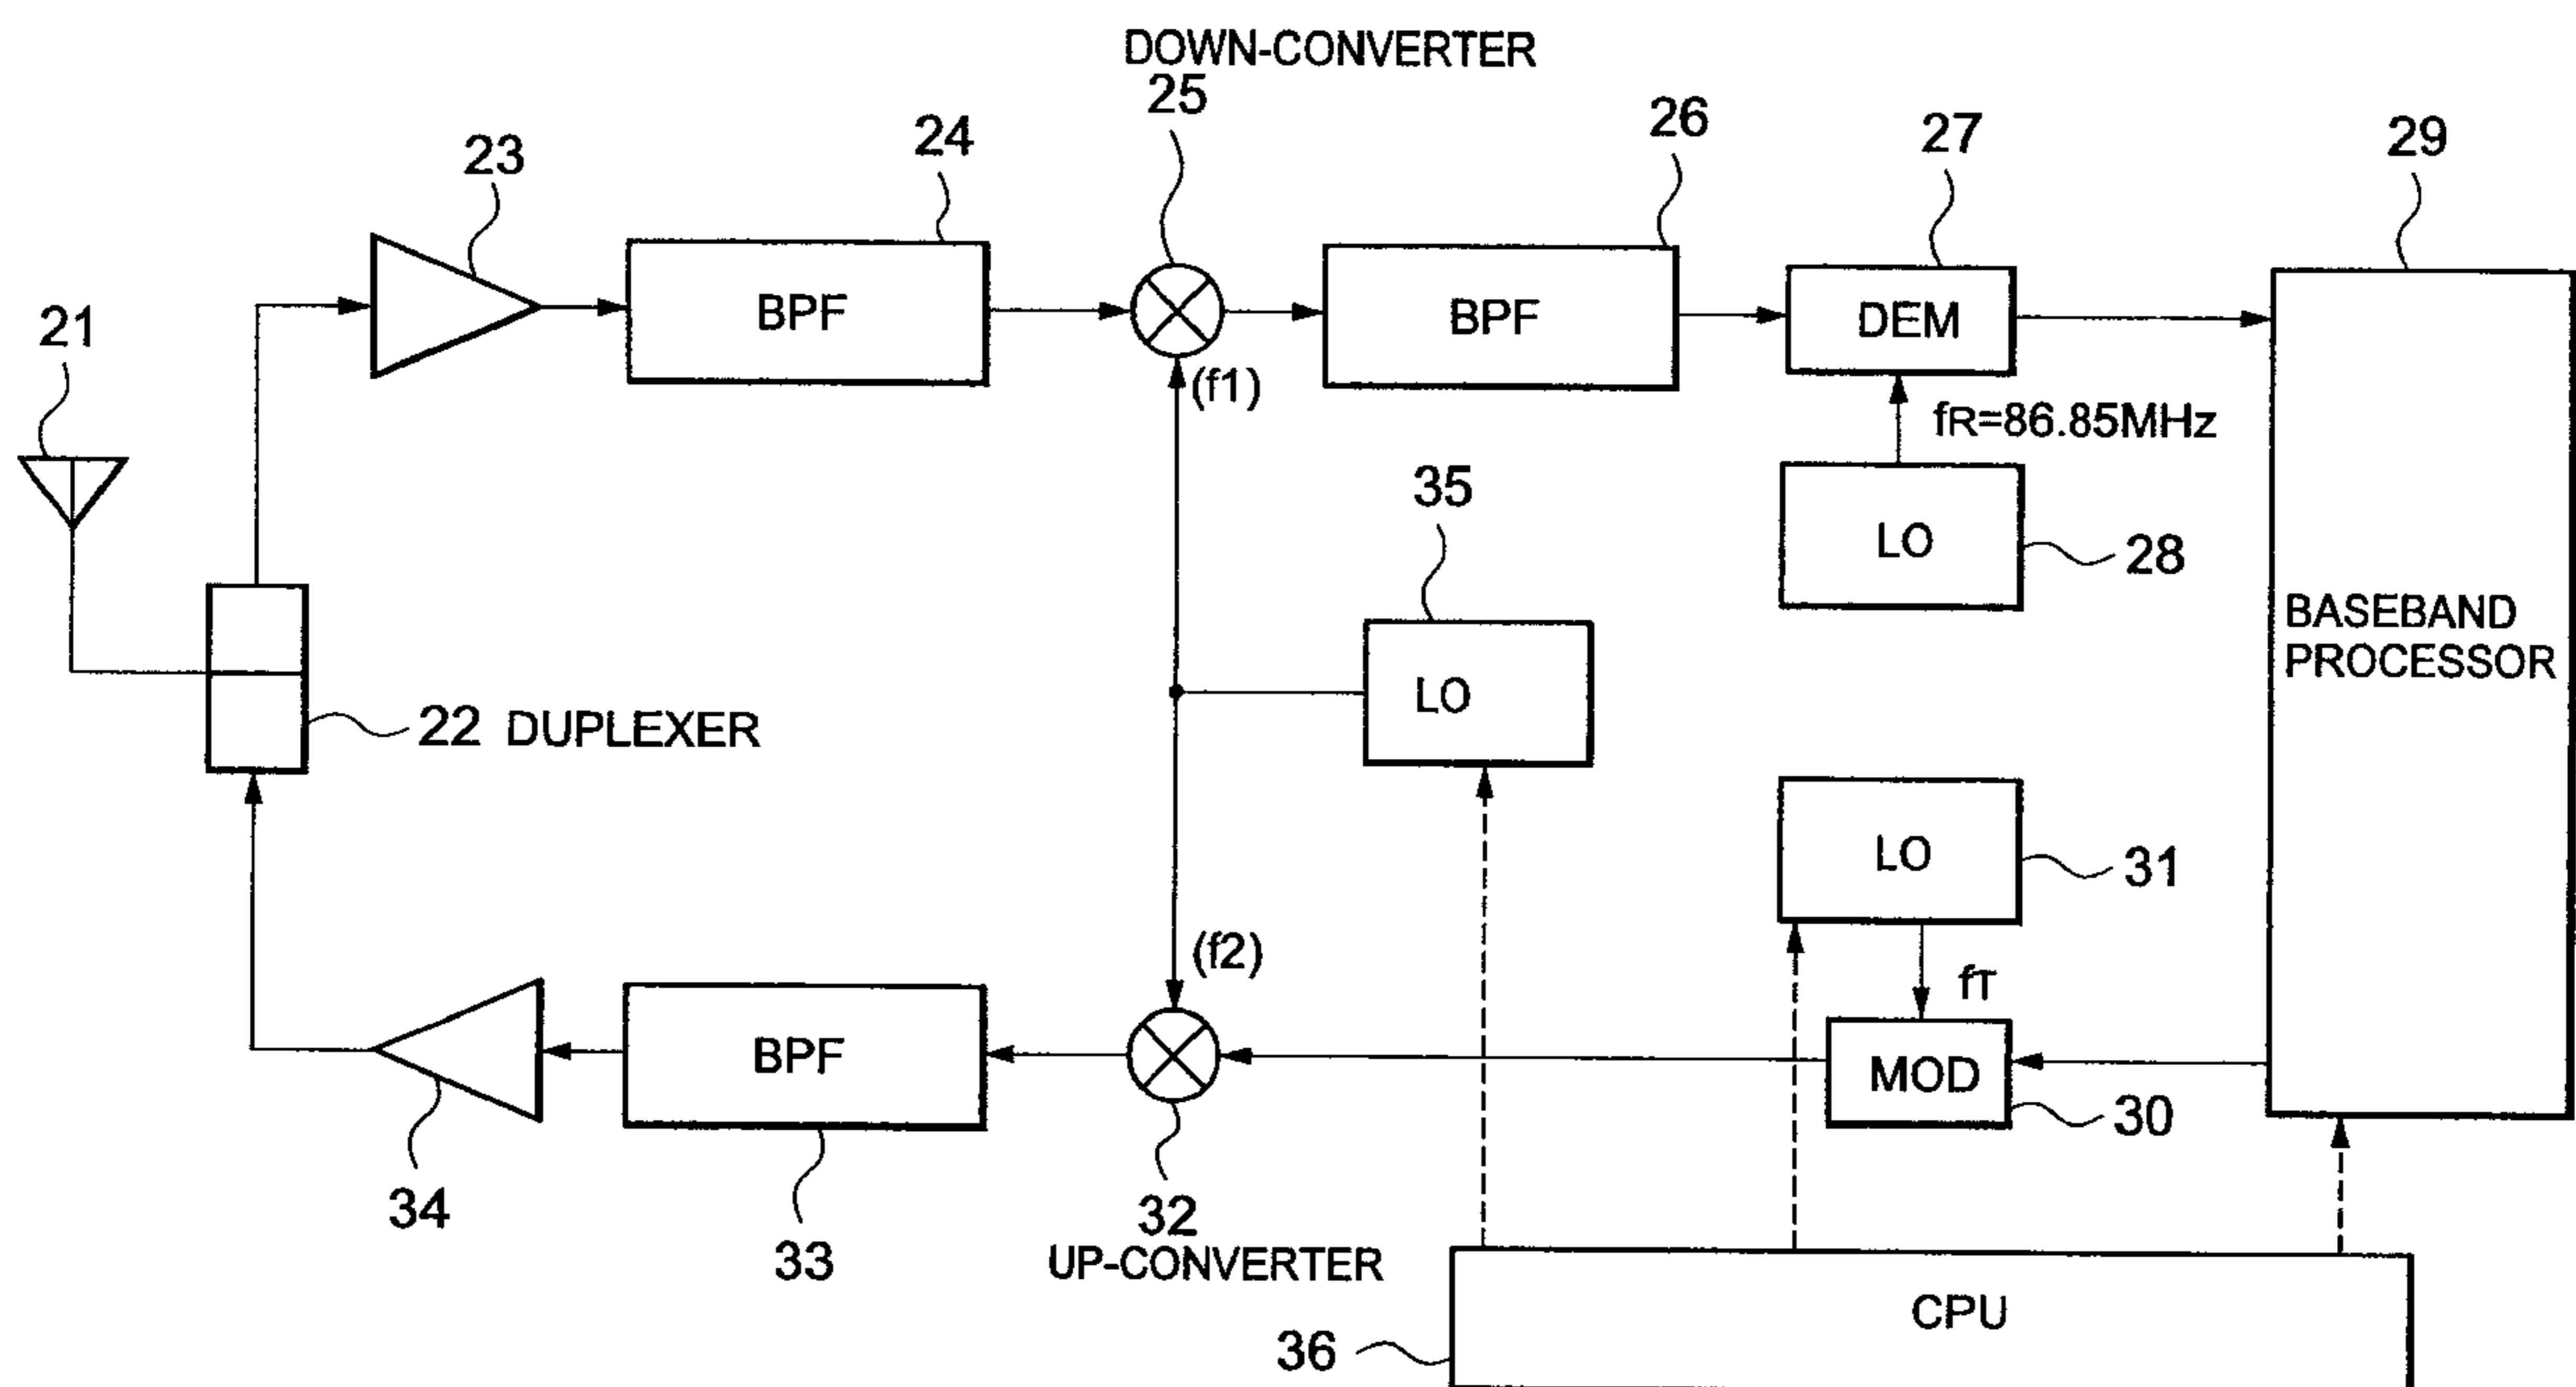 DOWN-CONVERTER
25
23
24
26
27
29
21
BPF
BPF
DEM
(f1)
fR=86.85MHz
35
LO
28
BASEBAND
PROCESSOR
LO
22 DUPLEXER
LO
31
(f2)
fT
BPF
MOD
30
34
33
32
UP-CONVERTER
CPU
36